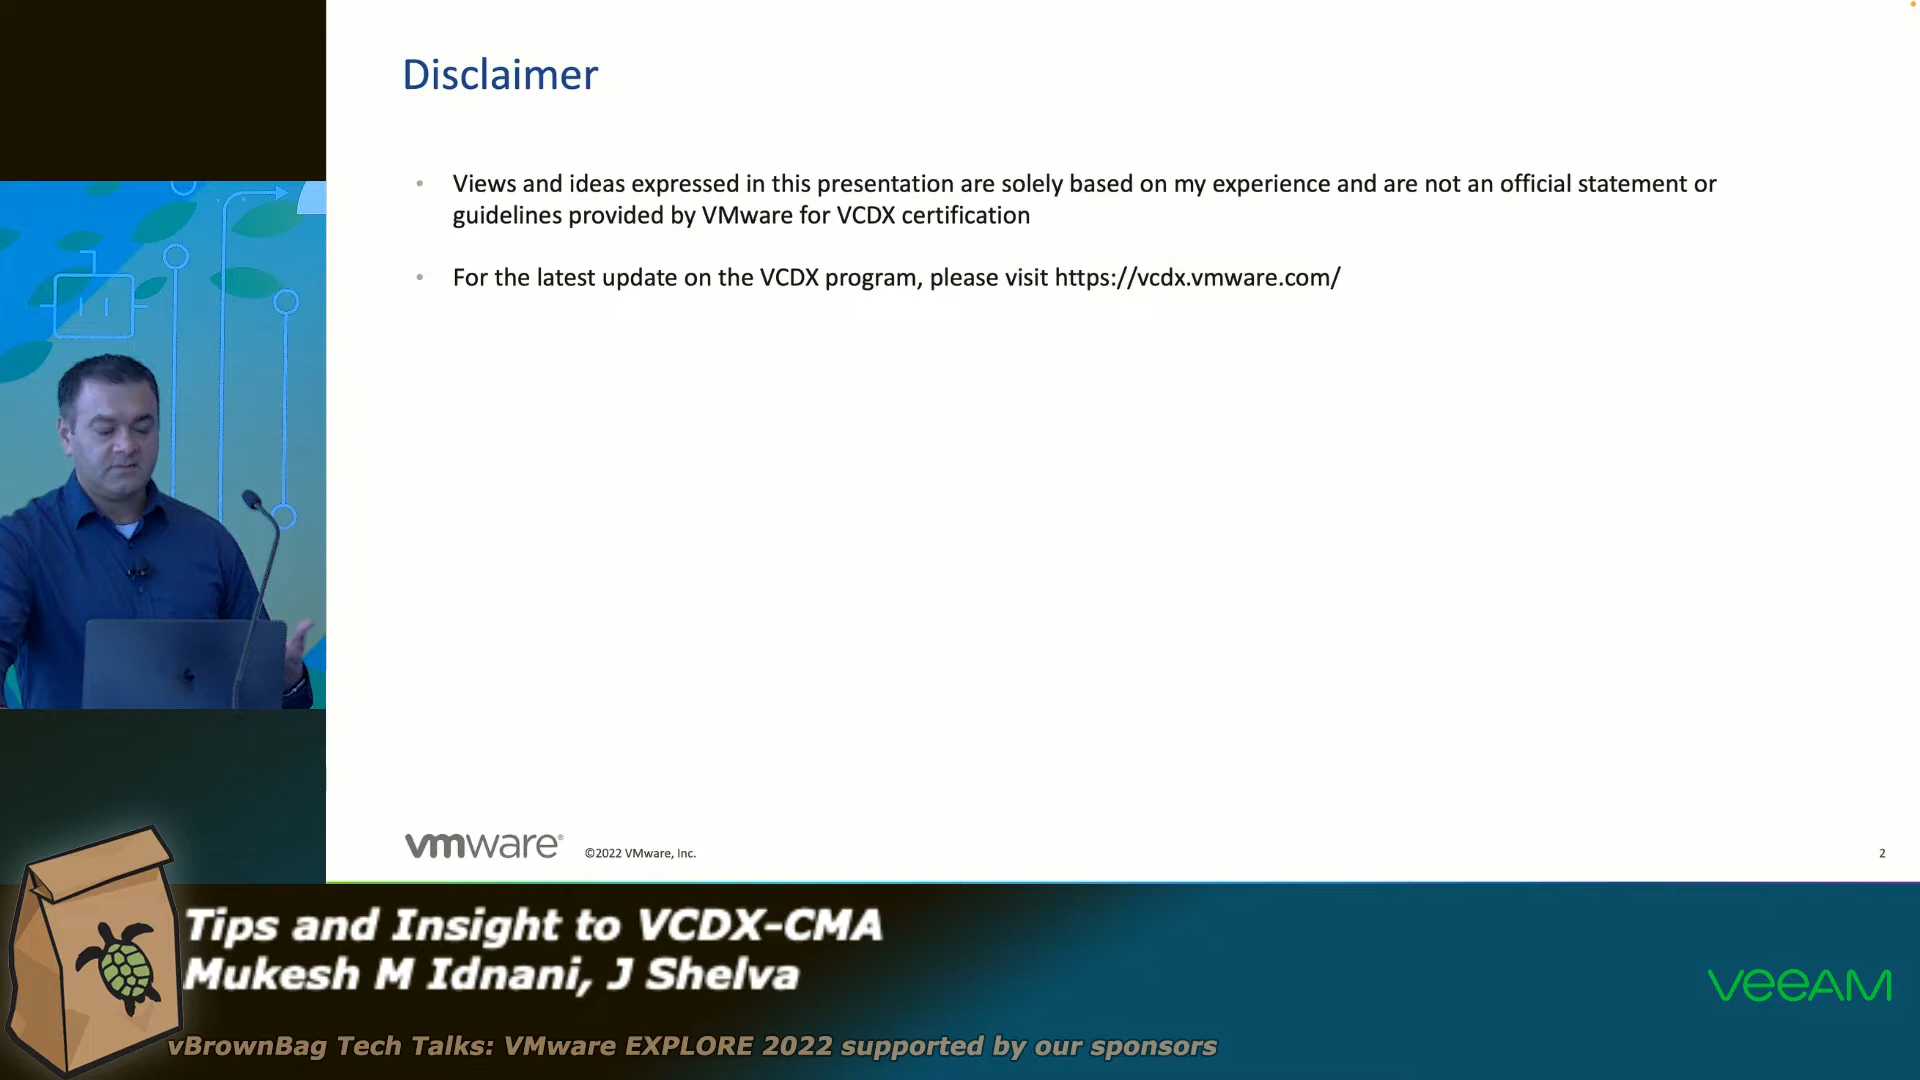 Disclaimer
• Views and ideas expressed in this presentation are solely based on my experience and are not an official statement or
guidelines provided by VMware for VCDX certification
• For the latest update on the VCDX program, please visit https://vcdx.vmware.com/
vmware®
©2022 VMware, Inc.
2
Tips and Insight to VCDX-CMA
Mukesh M Idnani, J Shelva
veeAM
vBrownBag Tech Talks: VMware EXPLORE 2022 supported by our sponsors